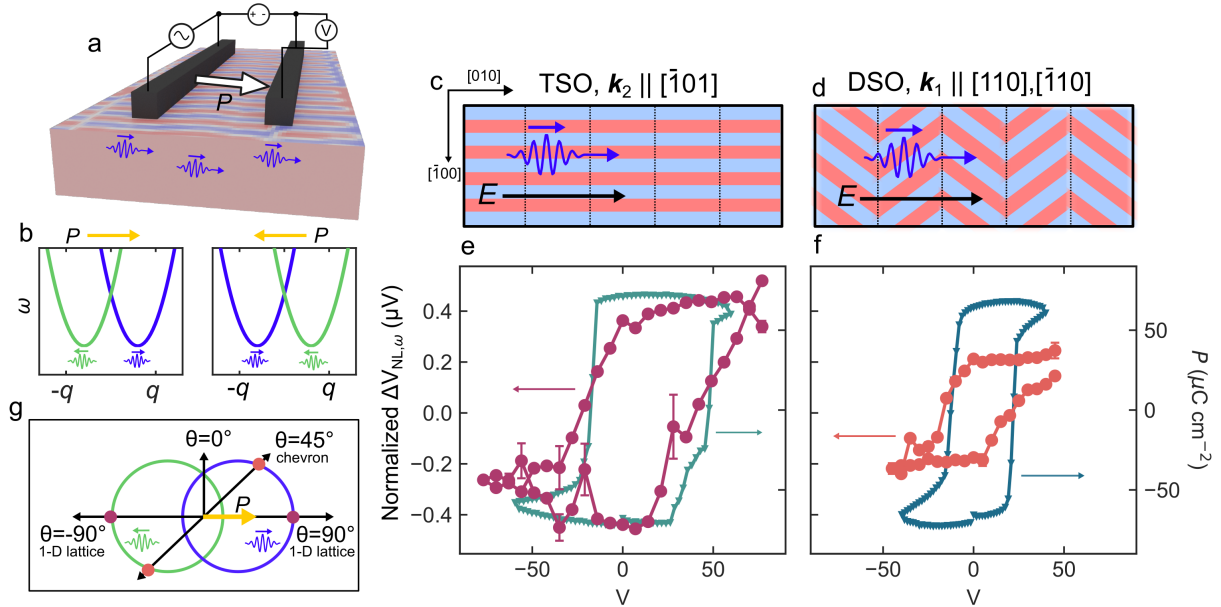 a
+ -
V
P
b
P
P
ω
-q
q
-q
q
c
TSO, k₂ || [1̄01]
[010]
[1̄00]
E
d
DSO, k₁ || [110],[1̄10]
E
e
Normalized ΔV_NL,ω (µV)
0.4
0.2
0.0
−0.2
−0.4
−50
0
50
V
f
50
0
−50
P (µC cm⁻²)
−50
0
50
V
g
θ=0°
θ=45°
chevron
P
θ=-90°
1-D lattice
θ=90°
1-D lattice